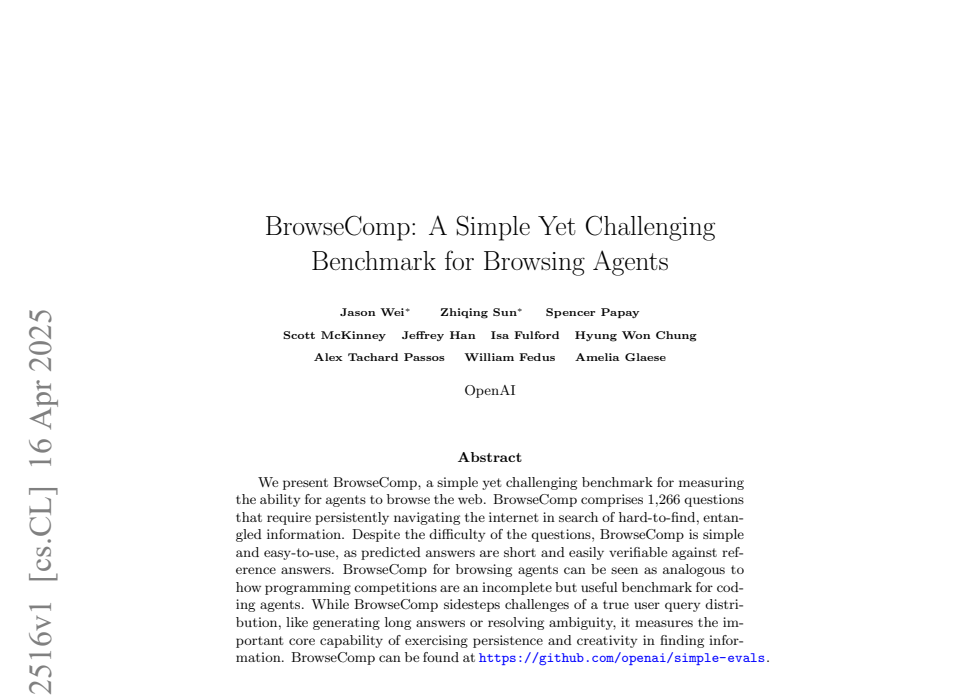 BrowseComp: A Simple Yet Challenging
Benchmark for Browsing Agents
Jason Wei* Zhiqing Sun* Spencer Papay
Scott McKinney Jeffrey Han Isa Fulford Hyung Won Chung
Alex Tachard Passos William Fedus Amelia Glaese
OpenAI
Abstract
We present BrowseComp, a simple yet challenging benchmark for measuring
the ability for agents to browse the web. BrowseComp comprises 1,266 questions
that require persistently navigating the internet in search of hard-to-find, entan-
gled information. Despite the difficulty of the questions, BrowseComp is simple
and easy-to-use, as predicted answers are short and easily verifiable against ref-
erence answers. BrowseComp for browsing agents can be seen as analogous to
how programming competitions are an incomplete but useful benchmark for cod-
ing agents. While BrowseComp sidesteps challenges of a true user query distri-
bution, like generating long answers or resolving ambiguity, it measures the im-
portant core capability of exercising persistence and creativity in finding infor-
mation. BrowseComp can be found at https://github.com/openai/simple-evals.
2516v1 [cs.CL] 16 Apr 2025